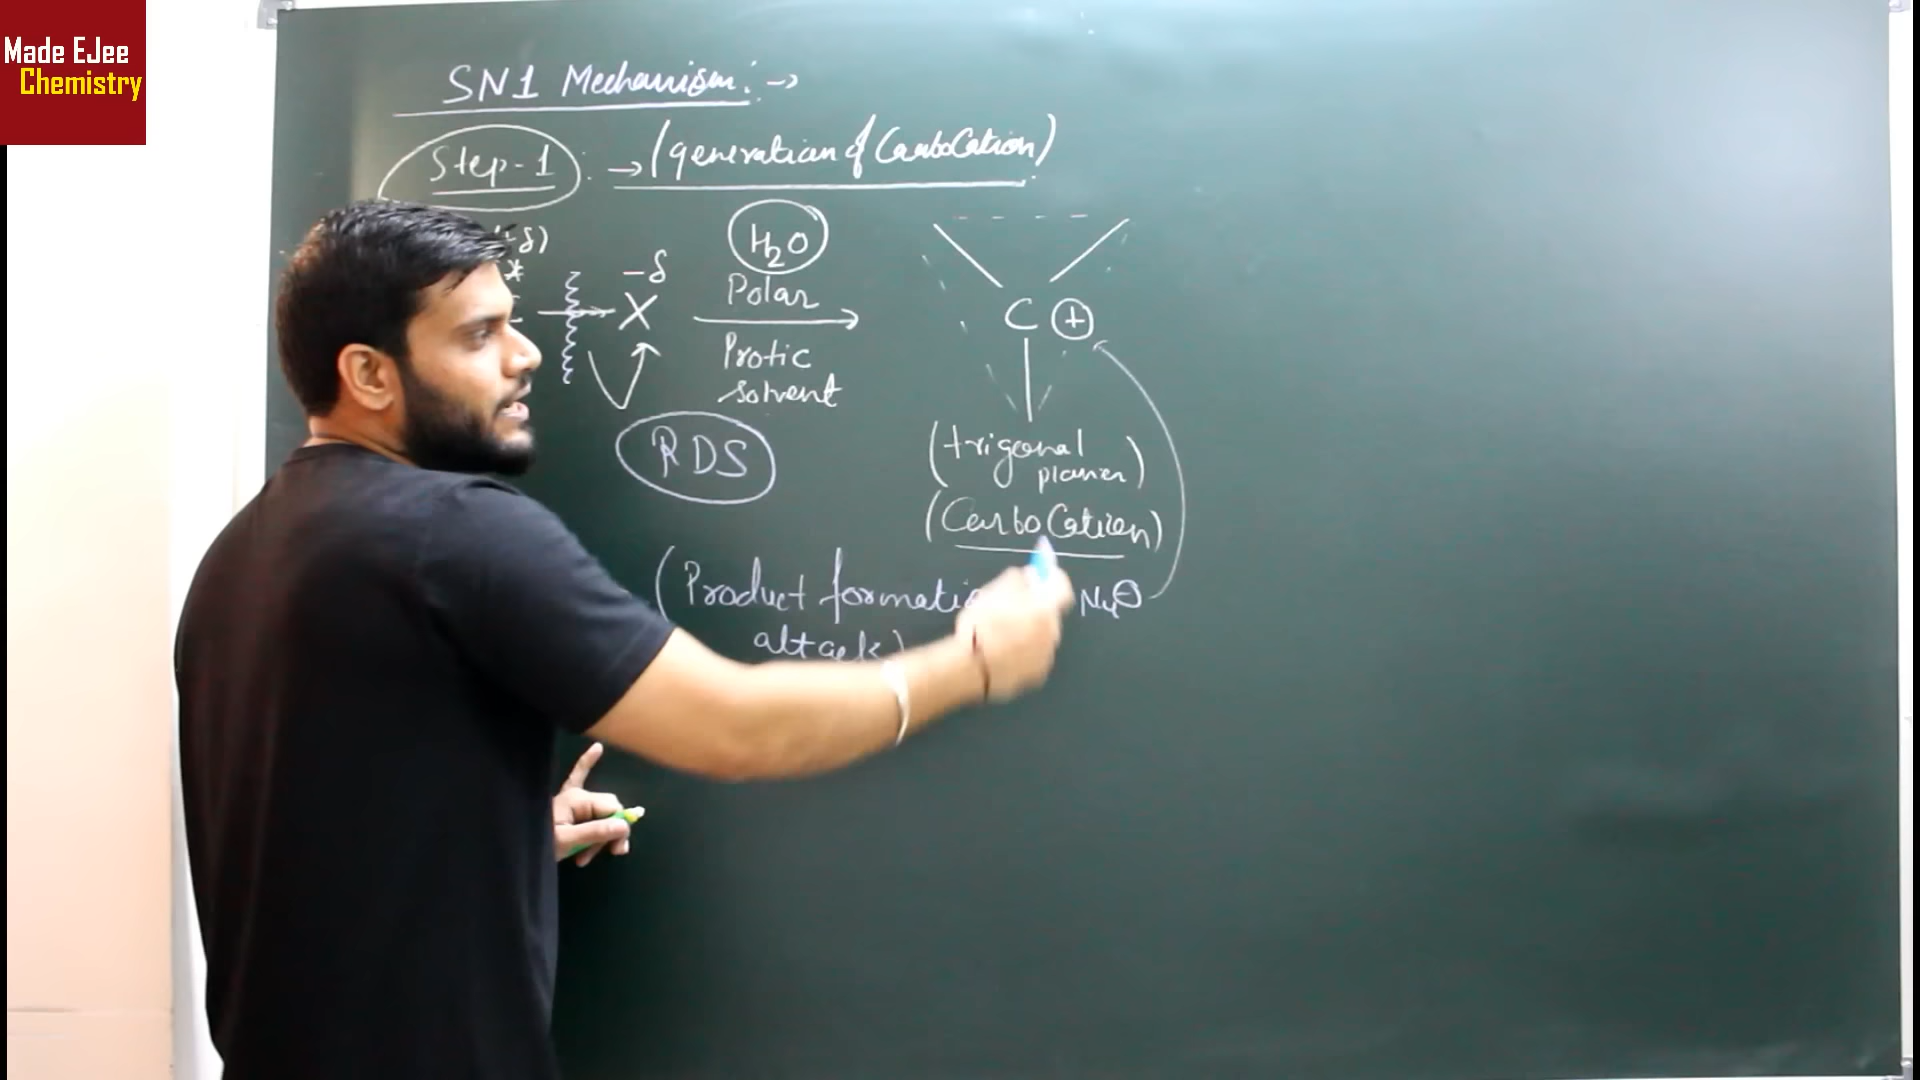 Made EJee
Chemistry
SN1 Mechanism :→
Step-1 : → (generation of Carbocation)
+δ)
*
−δ
X
H2O
Polar
Protic
solvent
RDS
C +
(trigonal
planar)
(Carbocation)
(Product formati
attack)
Nu⊖